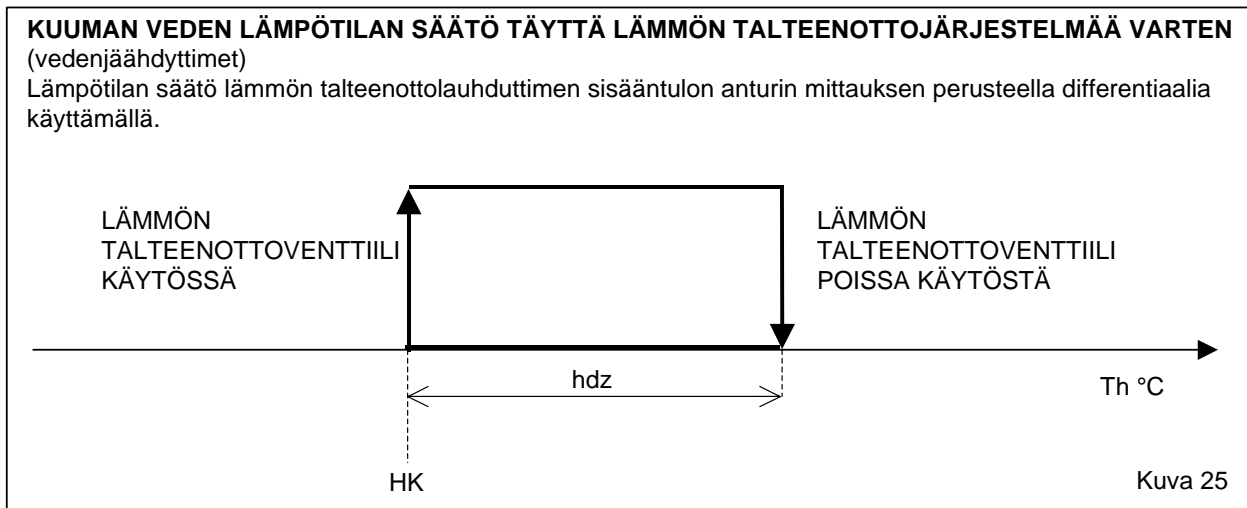 KUUMAN VEDEN LÄMPÖTILAN SÄÄTÖ TÄYTTÄ LÄMMÖN TALTEENOTTOJÄRJESTELMÄÄ VARTEN
(vedenjäähdyttimet)
Lämpötilan säätö lämmön talteenottolauhduttimen sisääntulon anturin mittauksen perusteella differentiaalia
käyttämällä.
LÄMMÖN
TALTEENOTTOVENTTIILI
KÄYTÖSSÄ
LÄMMÖN
TALTEENOTTOVENTTIILI
POISSA KÄYTÖSTÄ
hdz
Th °C
HK
Kuva 25